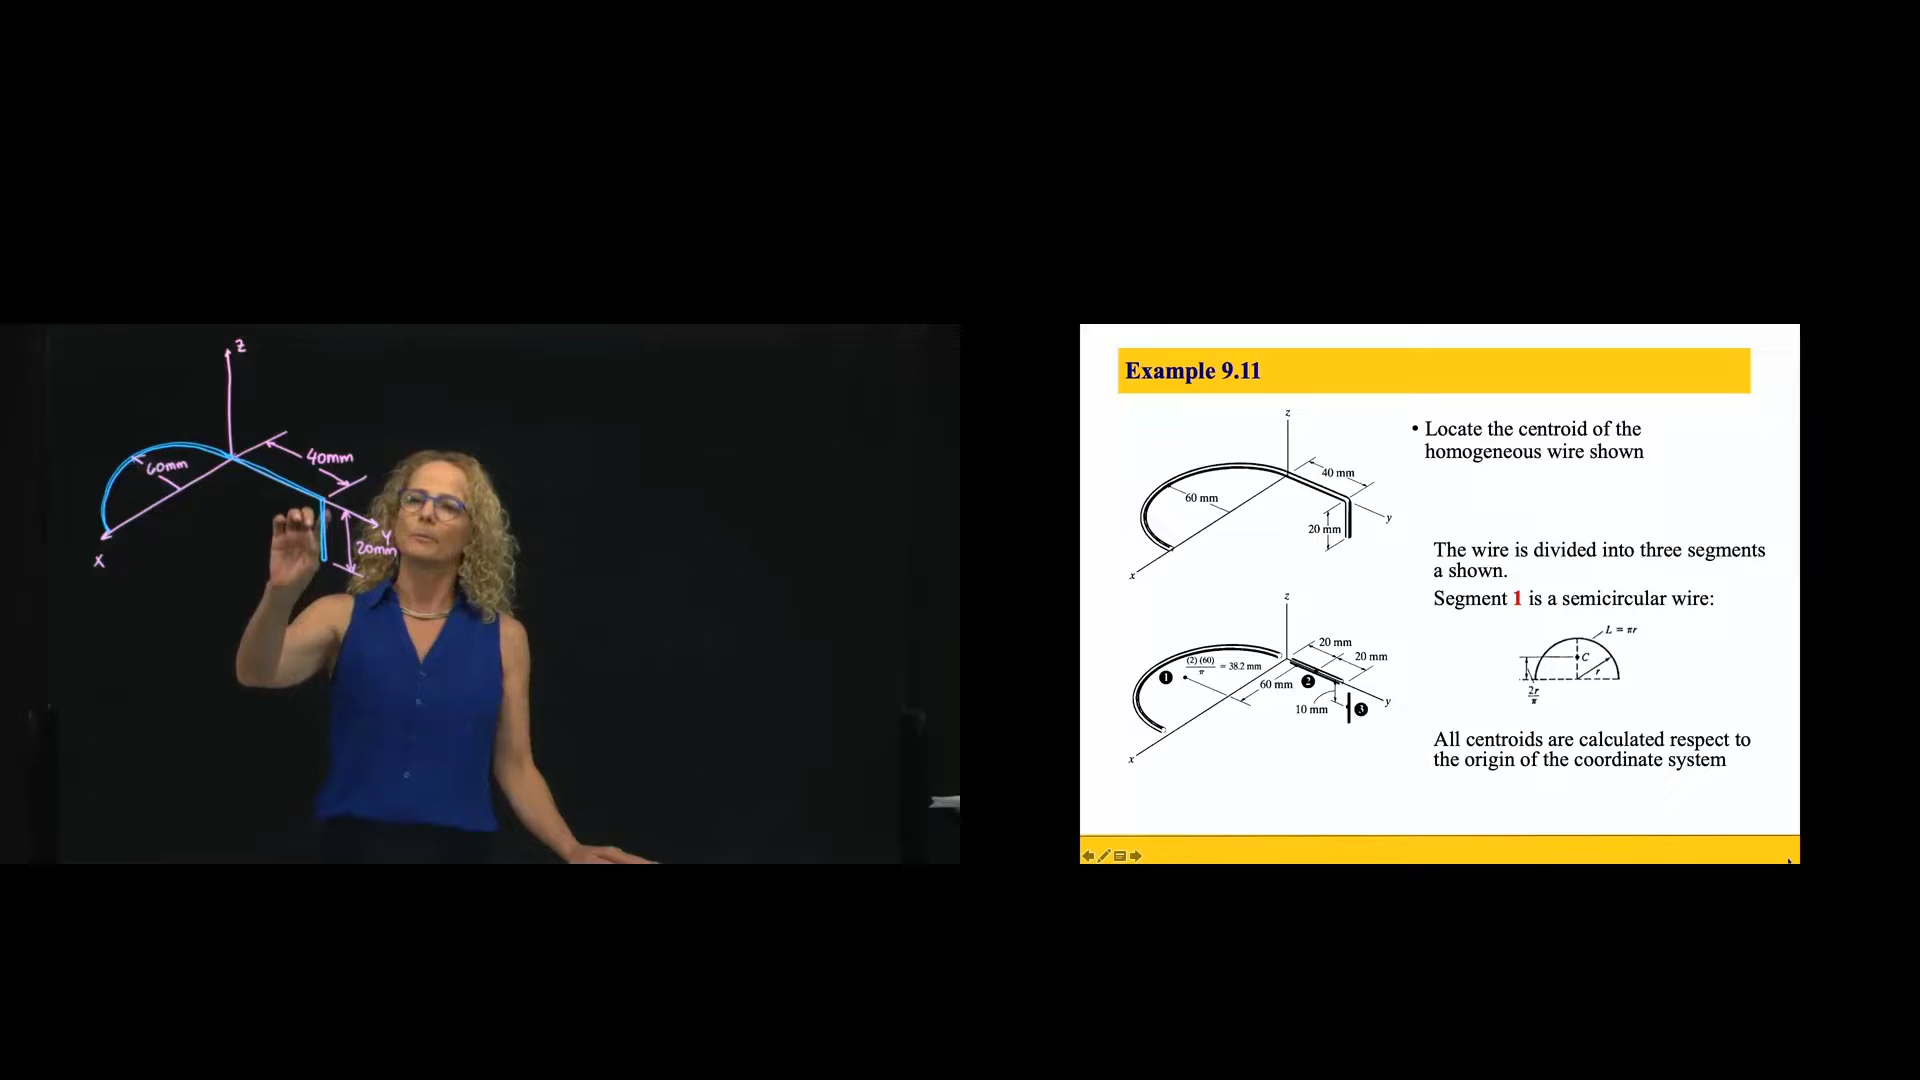 z
60mm
40mm
Y
20mm
x
Example 9.11
z
40 mm
60 mm
y
20 mm
x
• Locate the centroid of the
homogeneous wire shown
The wire is divided into three segments
a shown.
Segment 1 is a semicircular wire:
L = πr
C
r
2r
π
All centroids are calculated respect to
the origin of the coordinate system
z
20 mm
20 mm
(2) (60)
π
= 38.2 mm
1
60 mm
2
y
10 mm
3
x